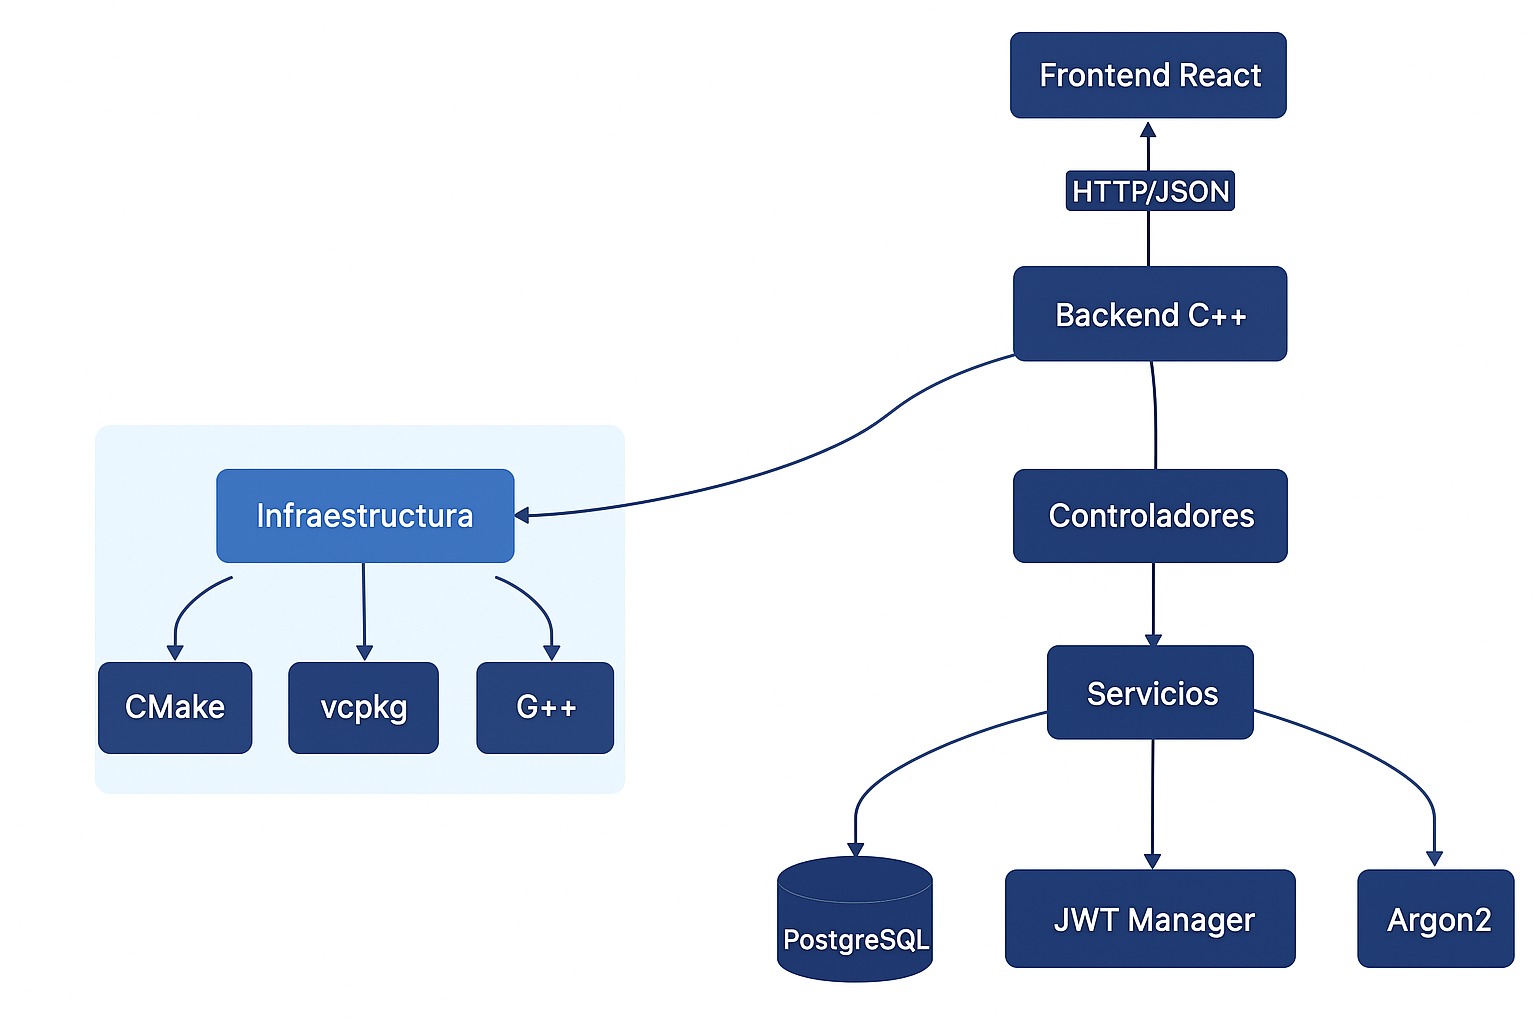 Frontend React
HTTP/JSON
Backend C++
Infraestructura
Controladores
CMake
vcpkg
G++
Servicios
PostgreSQL
JWT Manager
Argon2